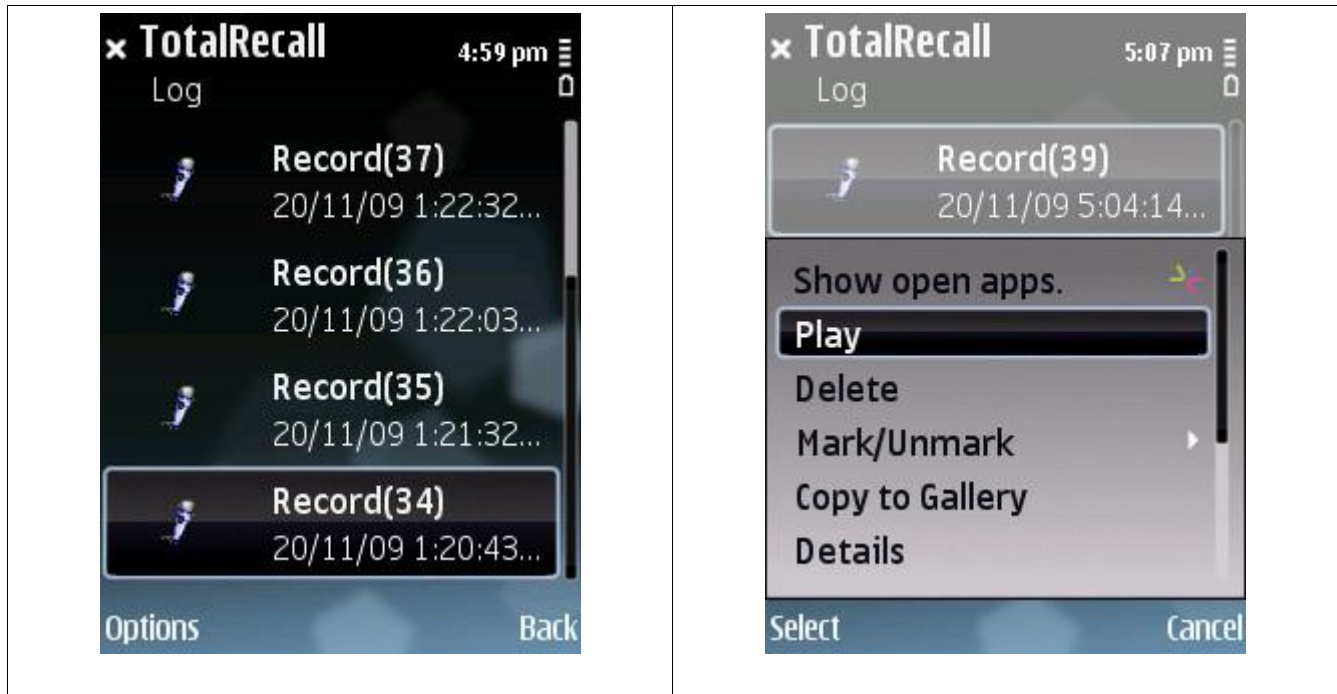 TotalRecall 4:59 pm
Log
Record(37)
20/11/09 1:22:32...
Record(36)
20/11/09 1:22:03...
Record(35)
20/11/09 1:21:32...
Record(34)
20/11/09 1:20:43...
Options Back
TotalRecall 5:07 pm
Log
Record(39)
20/11/09 5:04:14...
Show open apps.
Play
Delete
Mark/Unmark
Copy to Gallery
Details
Select Cancel